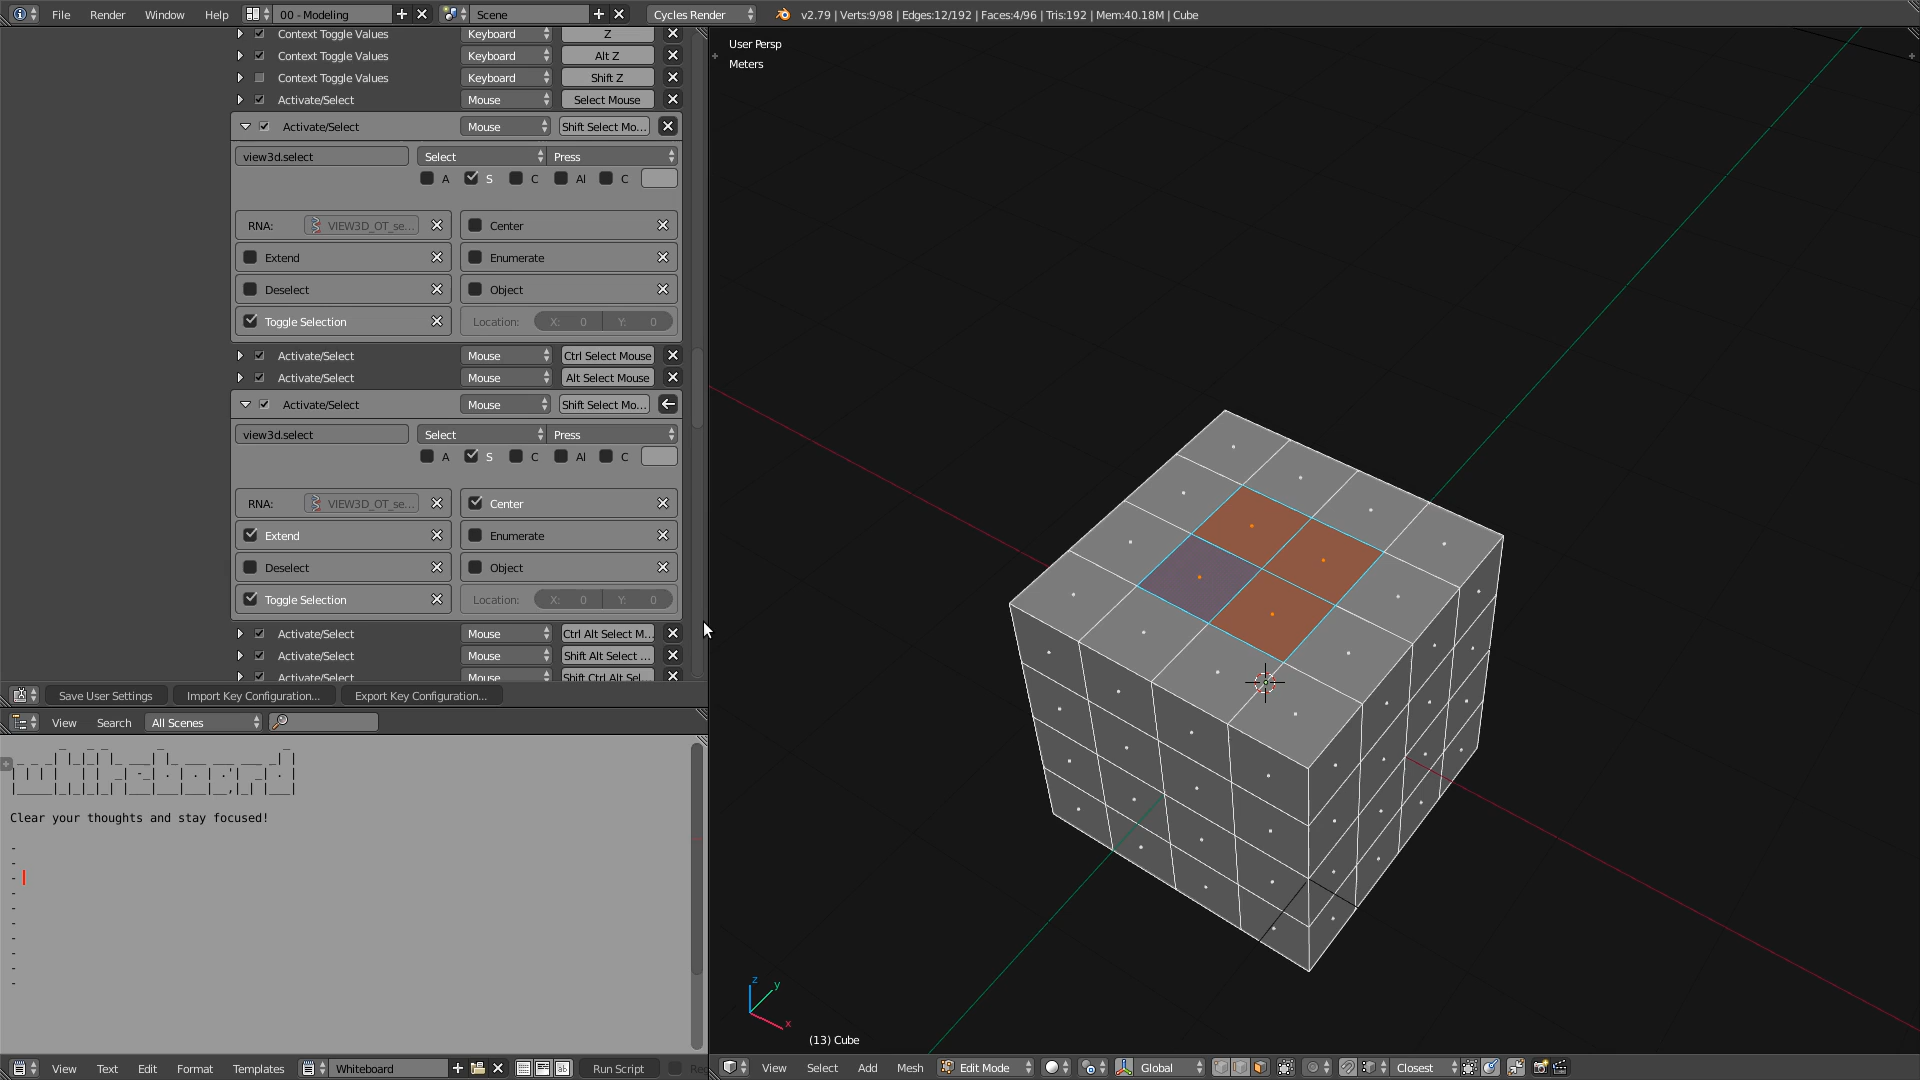 File Render Window Help 00 - Modeling Scene Cycles Render v2.79 | Verts:9/98 | Edges:12/192 | Faces:4/96 | Tris:192 | Mem:40.18M | Cube
Context Toggle Values Keyboard Z
Context Toggle Values Keyboard Alt Z
Context Toggle Values Keyboard Shift Z
Activate/Select Mouse Select Mouse
Activate/Select Mouse Shift Select Mo...
view3d.select Select Press
A S C Al C
RNA: VIEW3D_OT_se... Center
Extend Enumerate
Deselect Object
Toggle Selection Location: X: 0 Y: 0
Activate/Select Mouse Ctrl Select Mouse
Activate/Select Mouse Alt Select Mouse
Activate/Select Mouse Shift Select Mo...
view3d.select Select Press
A S C Al C
RNA: VIEW3D_OT_se... Center
Extend Enumerate
Deselect Object
Toggle Selection Location: X: 0 Y: 0
Activate/Select Mouse Ctrl Alt Select M...
Activate/Select Mouse Shift Alt Select ...
Activate/Select Mouse Shift Ctrl Alt Sel...
Save User Settings Import Key Configuration... Export Key Configuration...
View Search All Scenes
whiteboard
Clear your thoughts and stay focused!
-
-
-
-
-
-
-
-
-
-
View Text Edit Format Templates Whiteboard Run Script
User Persp
Meters
z
y
x
(13) Cube
View Select Add Mesh Edit Mode Global Closest